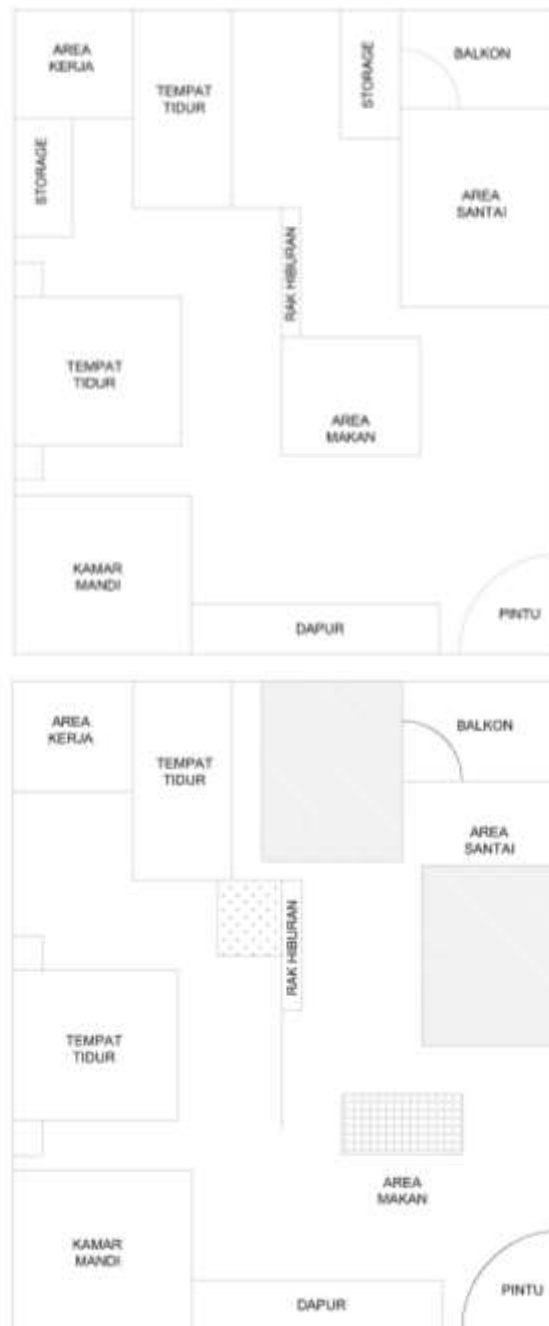 AREA
KERJA
TEMPAT
TIDUR
STORAGE
BALKON
STORAGE
AREA
SANTAI
RAK HIBURAN
TEMPAT
TIDUR
AREA
MAKAN
KAMAR
MANDI
DAPUR
PINTU
AREA
KERJA
TEMPAT
TIDUR
BALKON
AREA
SANTAI
RAK HIBURAN
TEMPAT
TIDUR
AREA
MAKAN
KAMAR
MANDI
DAPUR
PINTU